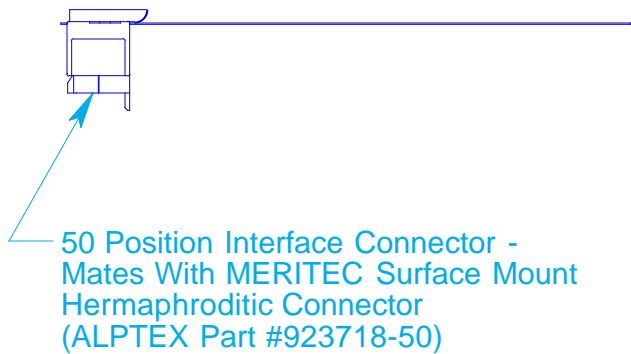 50 Position Interface Connector -
Mates With MERITEC Surface Mount
Hermaphroditic Connector
(ALPTEX Part #923718-50)